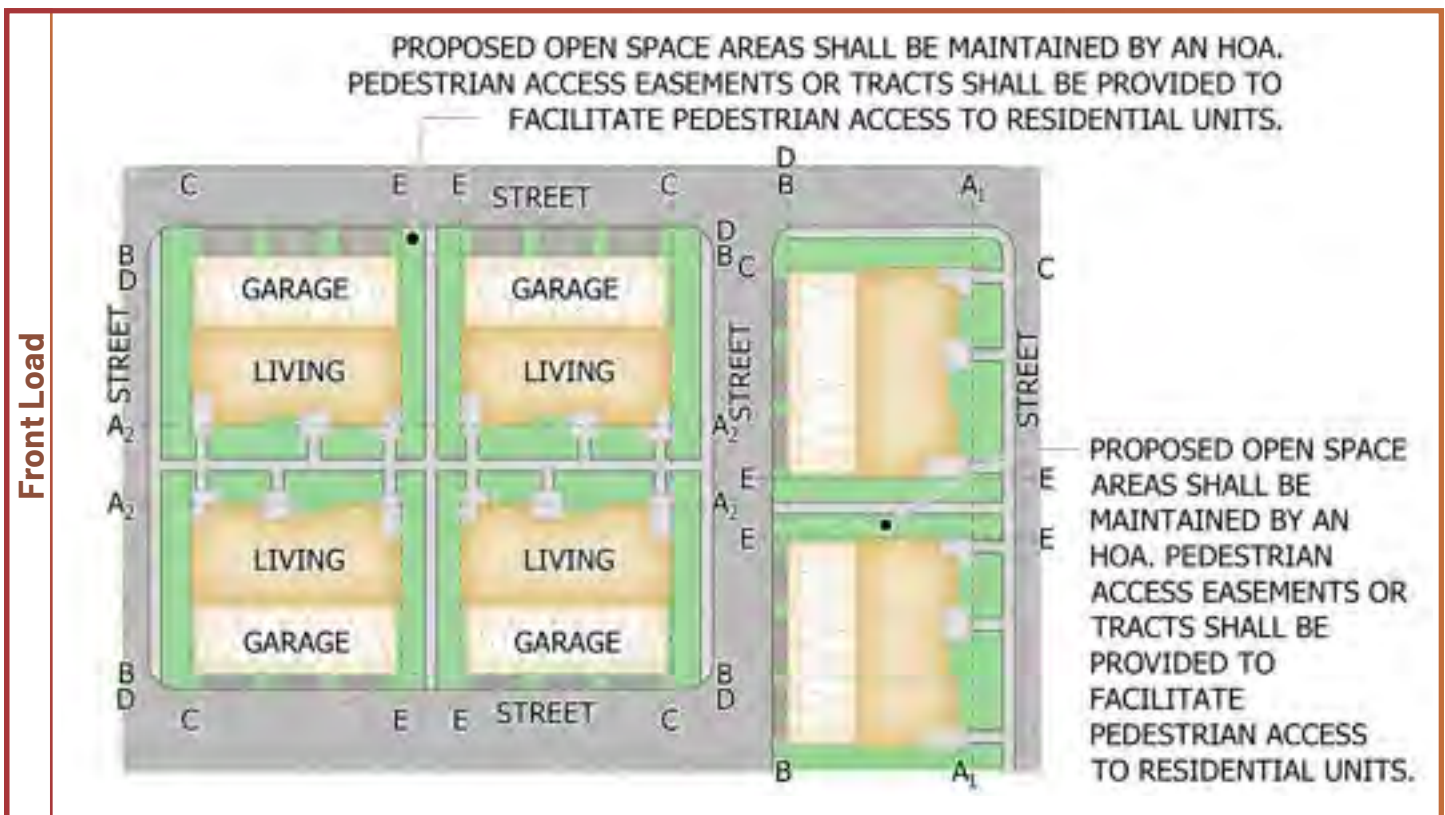 Front Load
PROPOSED OPEN SPACE AREAS SHALL BE MAINTAINED BY AN HOA.
PEDESTRIAN ACCESS EASEMENTS OR TRACTS SHALL BE PROVIDED TO
FACILITATE PEDESTRIAN ACCESS TO RESIDENTIAL UNITS.
D
C E E C B A1
STREET
D
B B C C
D
GARAGE GARAGE
STREET STREET STREET
LIVING LIVING
A2 A2
PROPOSED OPEN SPACE
AREAS SHALL BE
MAINTAINED BY AN
HOA. PEDESTRIAN
ACCESS EASEMENTS OR
TRACTS SHALL BE
PROVIDED TO
FACILITATE
PEDESTRIAN ACCESS
TO RESIDENTIAL UNITS.
E E
A2 A2
E E
LIVING LIVING
GARAGE GARAGE
B B
D D
C E E C
STREET
B A1